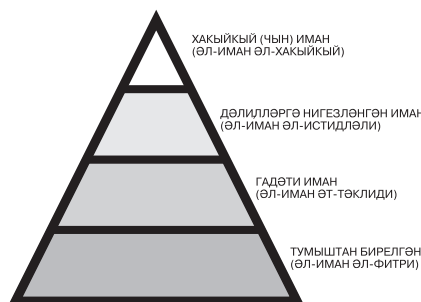 ХАКЫЙКЫЙ (ЧЫН) ИМАН
(ӘЛ-ИМАН ӘЛ-ХАКЫЙКЫЙ)
ДӘЛИЛЛӘРГӘ НИГЕЗЛӘНГӘН ИМАН
(ӘЛ-ИМАН ӘЛ-ИСТИДЛӘЛИ)
ГАДӘТИ ИМАН
(ӘЛ-ИМАН ӘТ-ТӘКЛИДИ)
ТУМЫШТАН БИРЕЛГӘН
(ӘЛ-ИМАН ӘЛ-ФИТРИ)